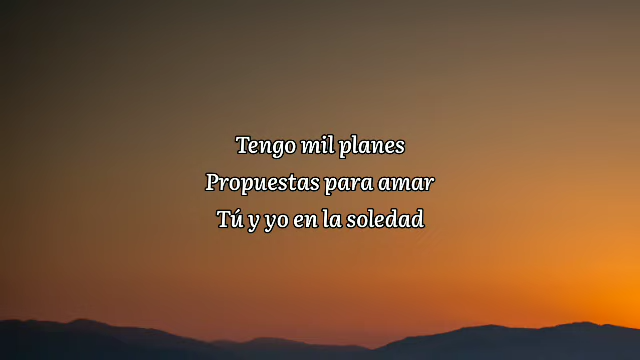 Tengo mil planes
Propuestas para amar
Tú y yo en la soledad